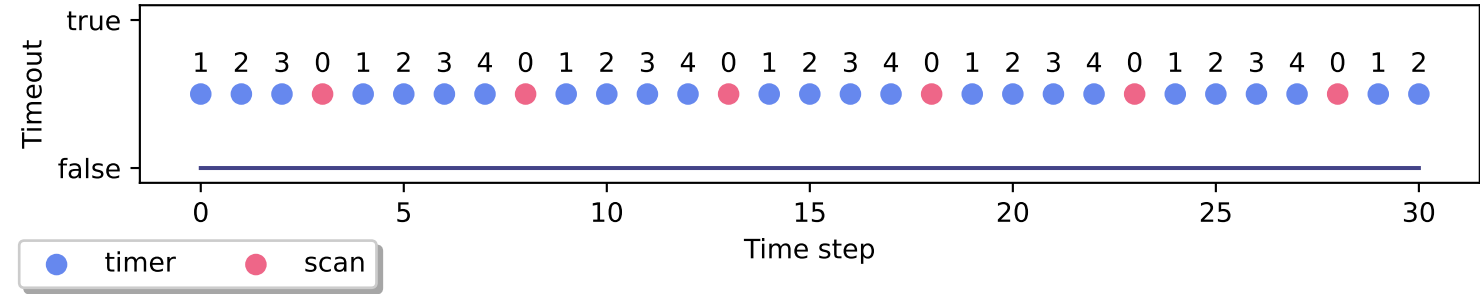 true
1 2 3 0 1 2 3 4 0 1 2 3 4 0 1 2 3 4 0 1 2 3 4 0 1 2 3 4 0 1 2
Timeout
false
0 5 10 15 20 25 30
Time step
timer scan